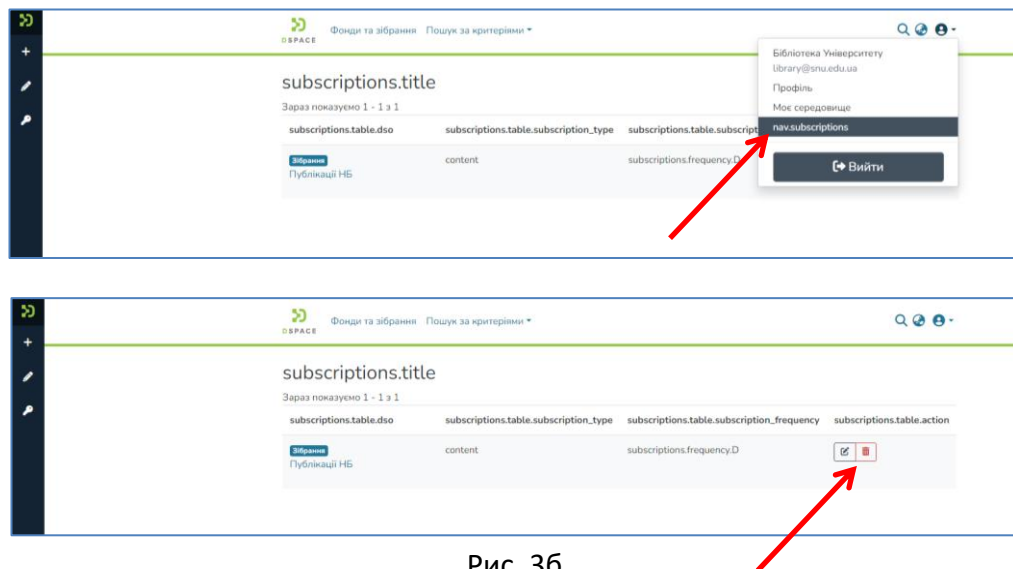 DSPACE
Фонди та зібрання Пошук за критеріями
Бібліотека Університету
library@snu.edu.ua
Профіль
Моє середовище
nav.subscriptions
Вийти
subscriptions.title
Зараз показуємо 1 - 1 з 1
subscriptions.table.dso subscriptions.table.subscription_type subscriptions.table.subscript
Зібрання
Публікації НБ
content subscriptions.frequency.D
DSPACE
Фонди та зібрання Пошук за критеріями
subscriptions.title
Зараз показуємо 1 - 1 з 1
subscriptions.table.dso subscriptions.table.subscription_type subscriptions.table.subscription_frequency subscriptions.table.action
Зібрання
Публікації НБ
content subscriptions.frequency.D
Рис. 3б